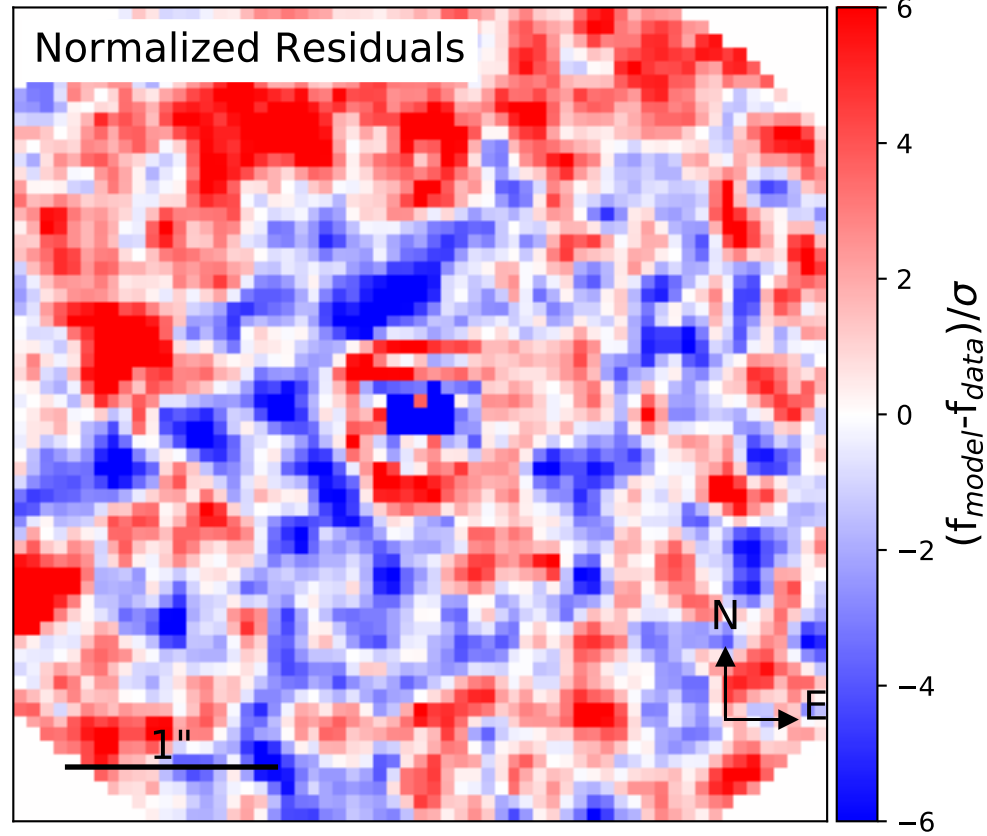 Normalized Residuals
6
4
2
0
−2
−4
−6
(f_model-f_data)/σ
N
E
1"